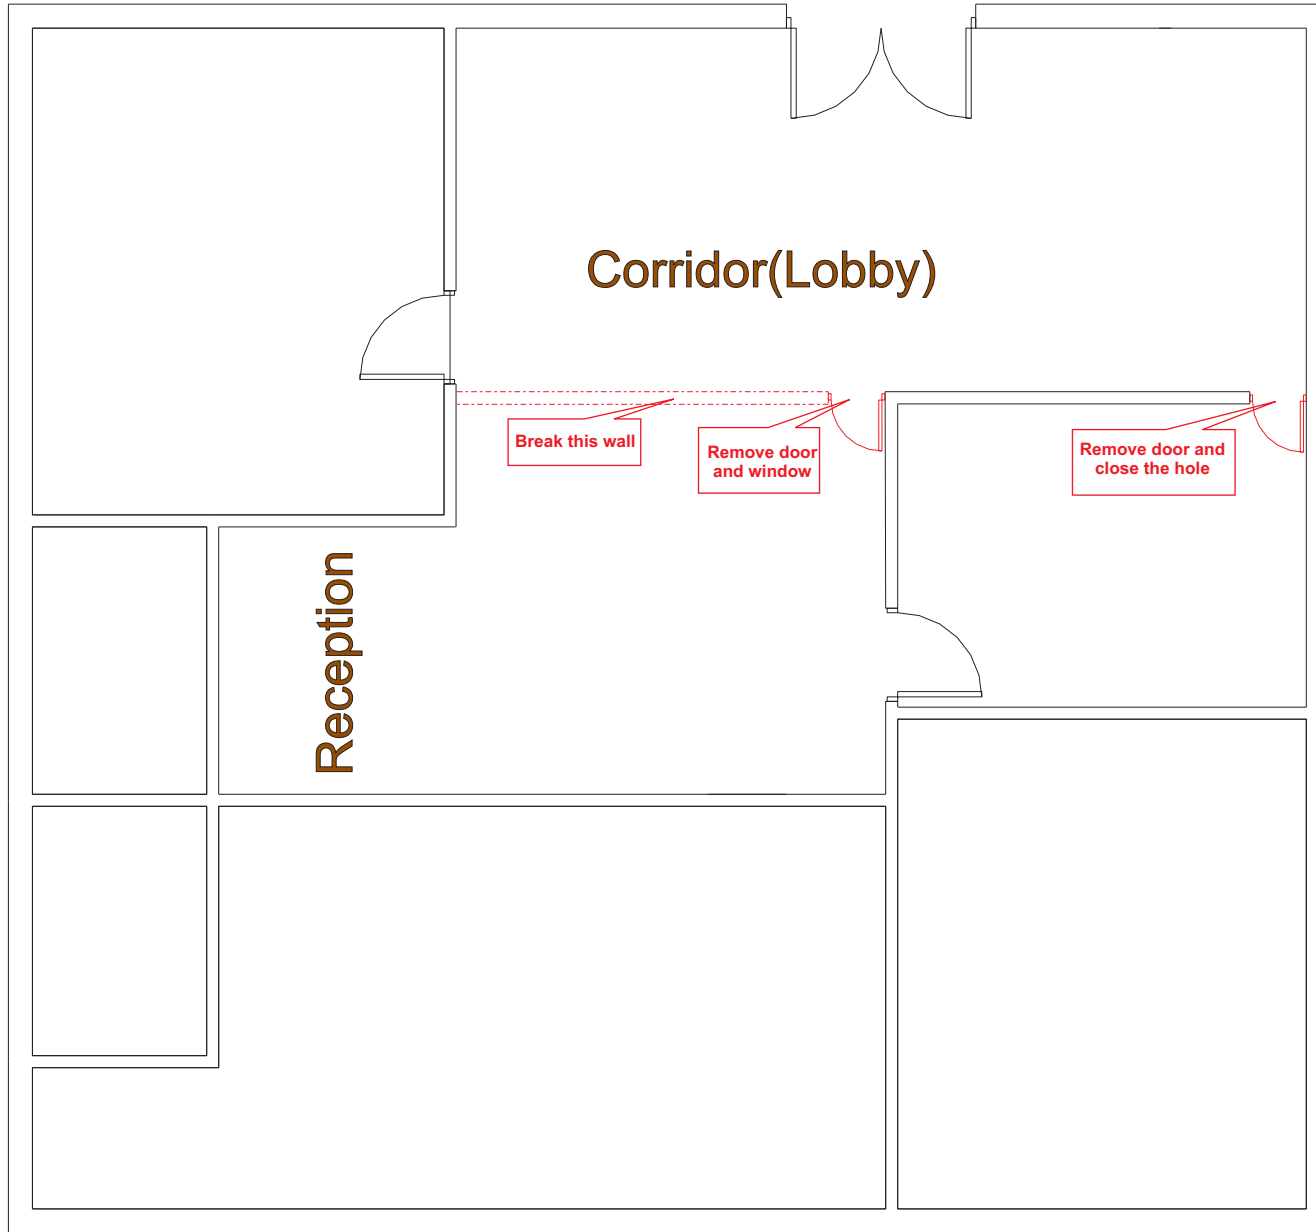 Corridor(Lobby)
Break this wall
Remove door
and window
Remove door and
close the hole
Reception